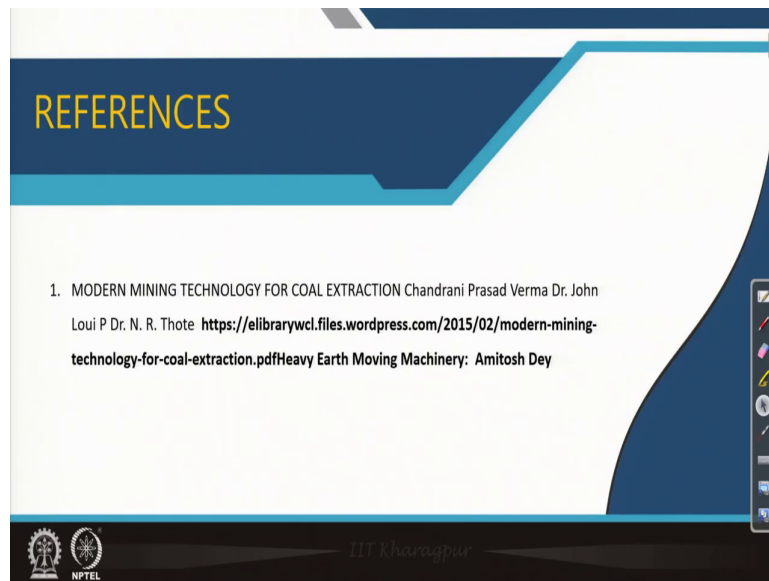 REFERENCES
1. MODERN MINING TECHNOLOGY FOR COAL EXTRACTION Chandrani Prasad Verma Dr. John
Loui P Dr. N. R. Thote https://elibrarywcl.files.wordpress.com/2015/02/modern-mining-
technology-for-coal-extraction.pdfHeavy Earth Moving Machinery: Amitosh Dey
IIT Kharagpur
NPTEL